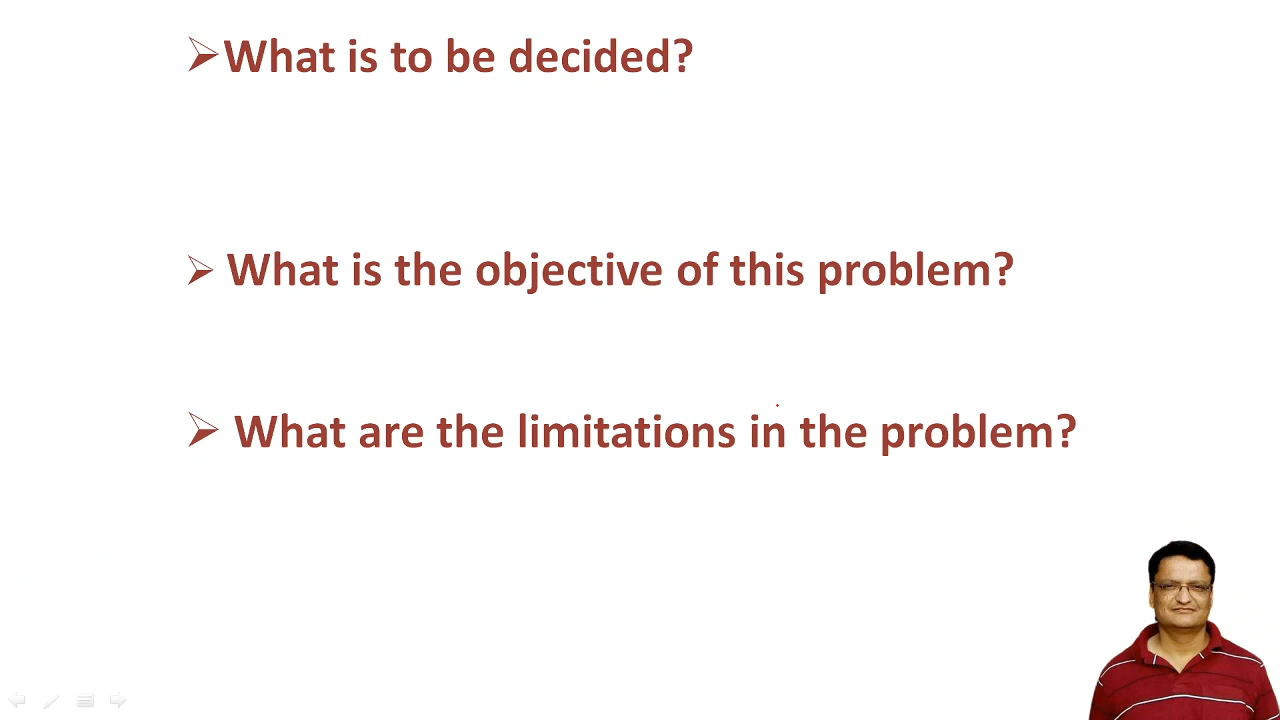 What is to be decided?
What is the objective of this problem?
What are the limitations in the problem?